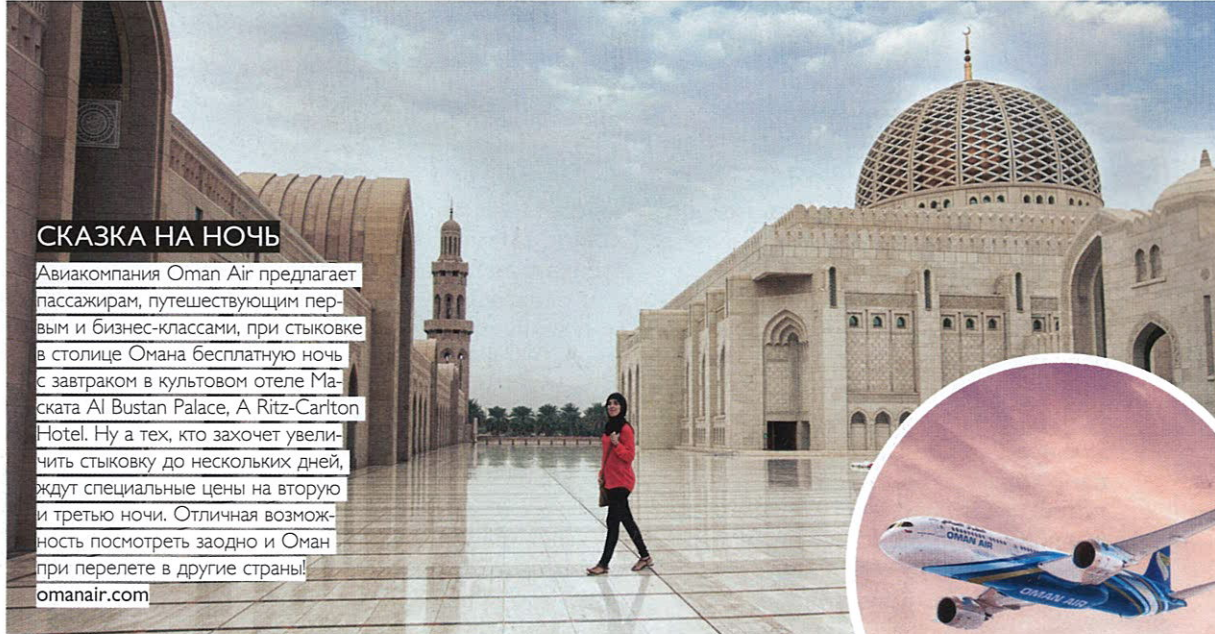 СКАЗКА НА НОЧЬ
Авиакомпания Oman Air предлагает
пассажирам, путешествующим пер-
вым и бизнес-классами, при стыковке
в столице Омана бесплатную ночь
с завтраком в культовом отеле Ма-
ската Al Bustan Palace, A Ritz-Carlton
Hotel. Ну а тех, кто захочет увели-
чить стыковку до нескольких дней,
ждут специальные цены на вторую
и третью ночи. Отличная возмож-
ность посмотреть заодно и Оман
при перелете в другие страны!
omanair.com
OMAN AIR
OMAN AIR